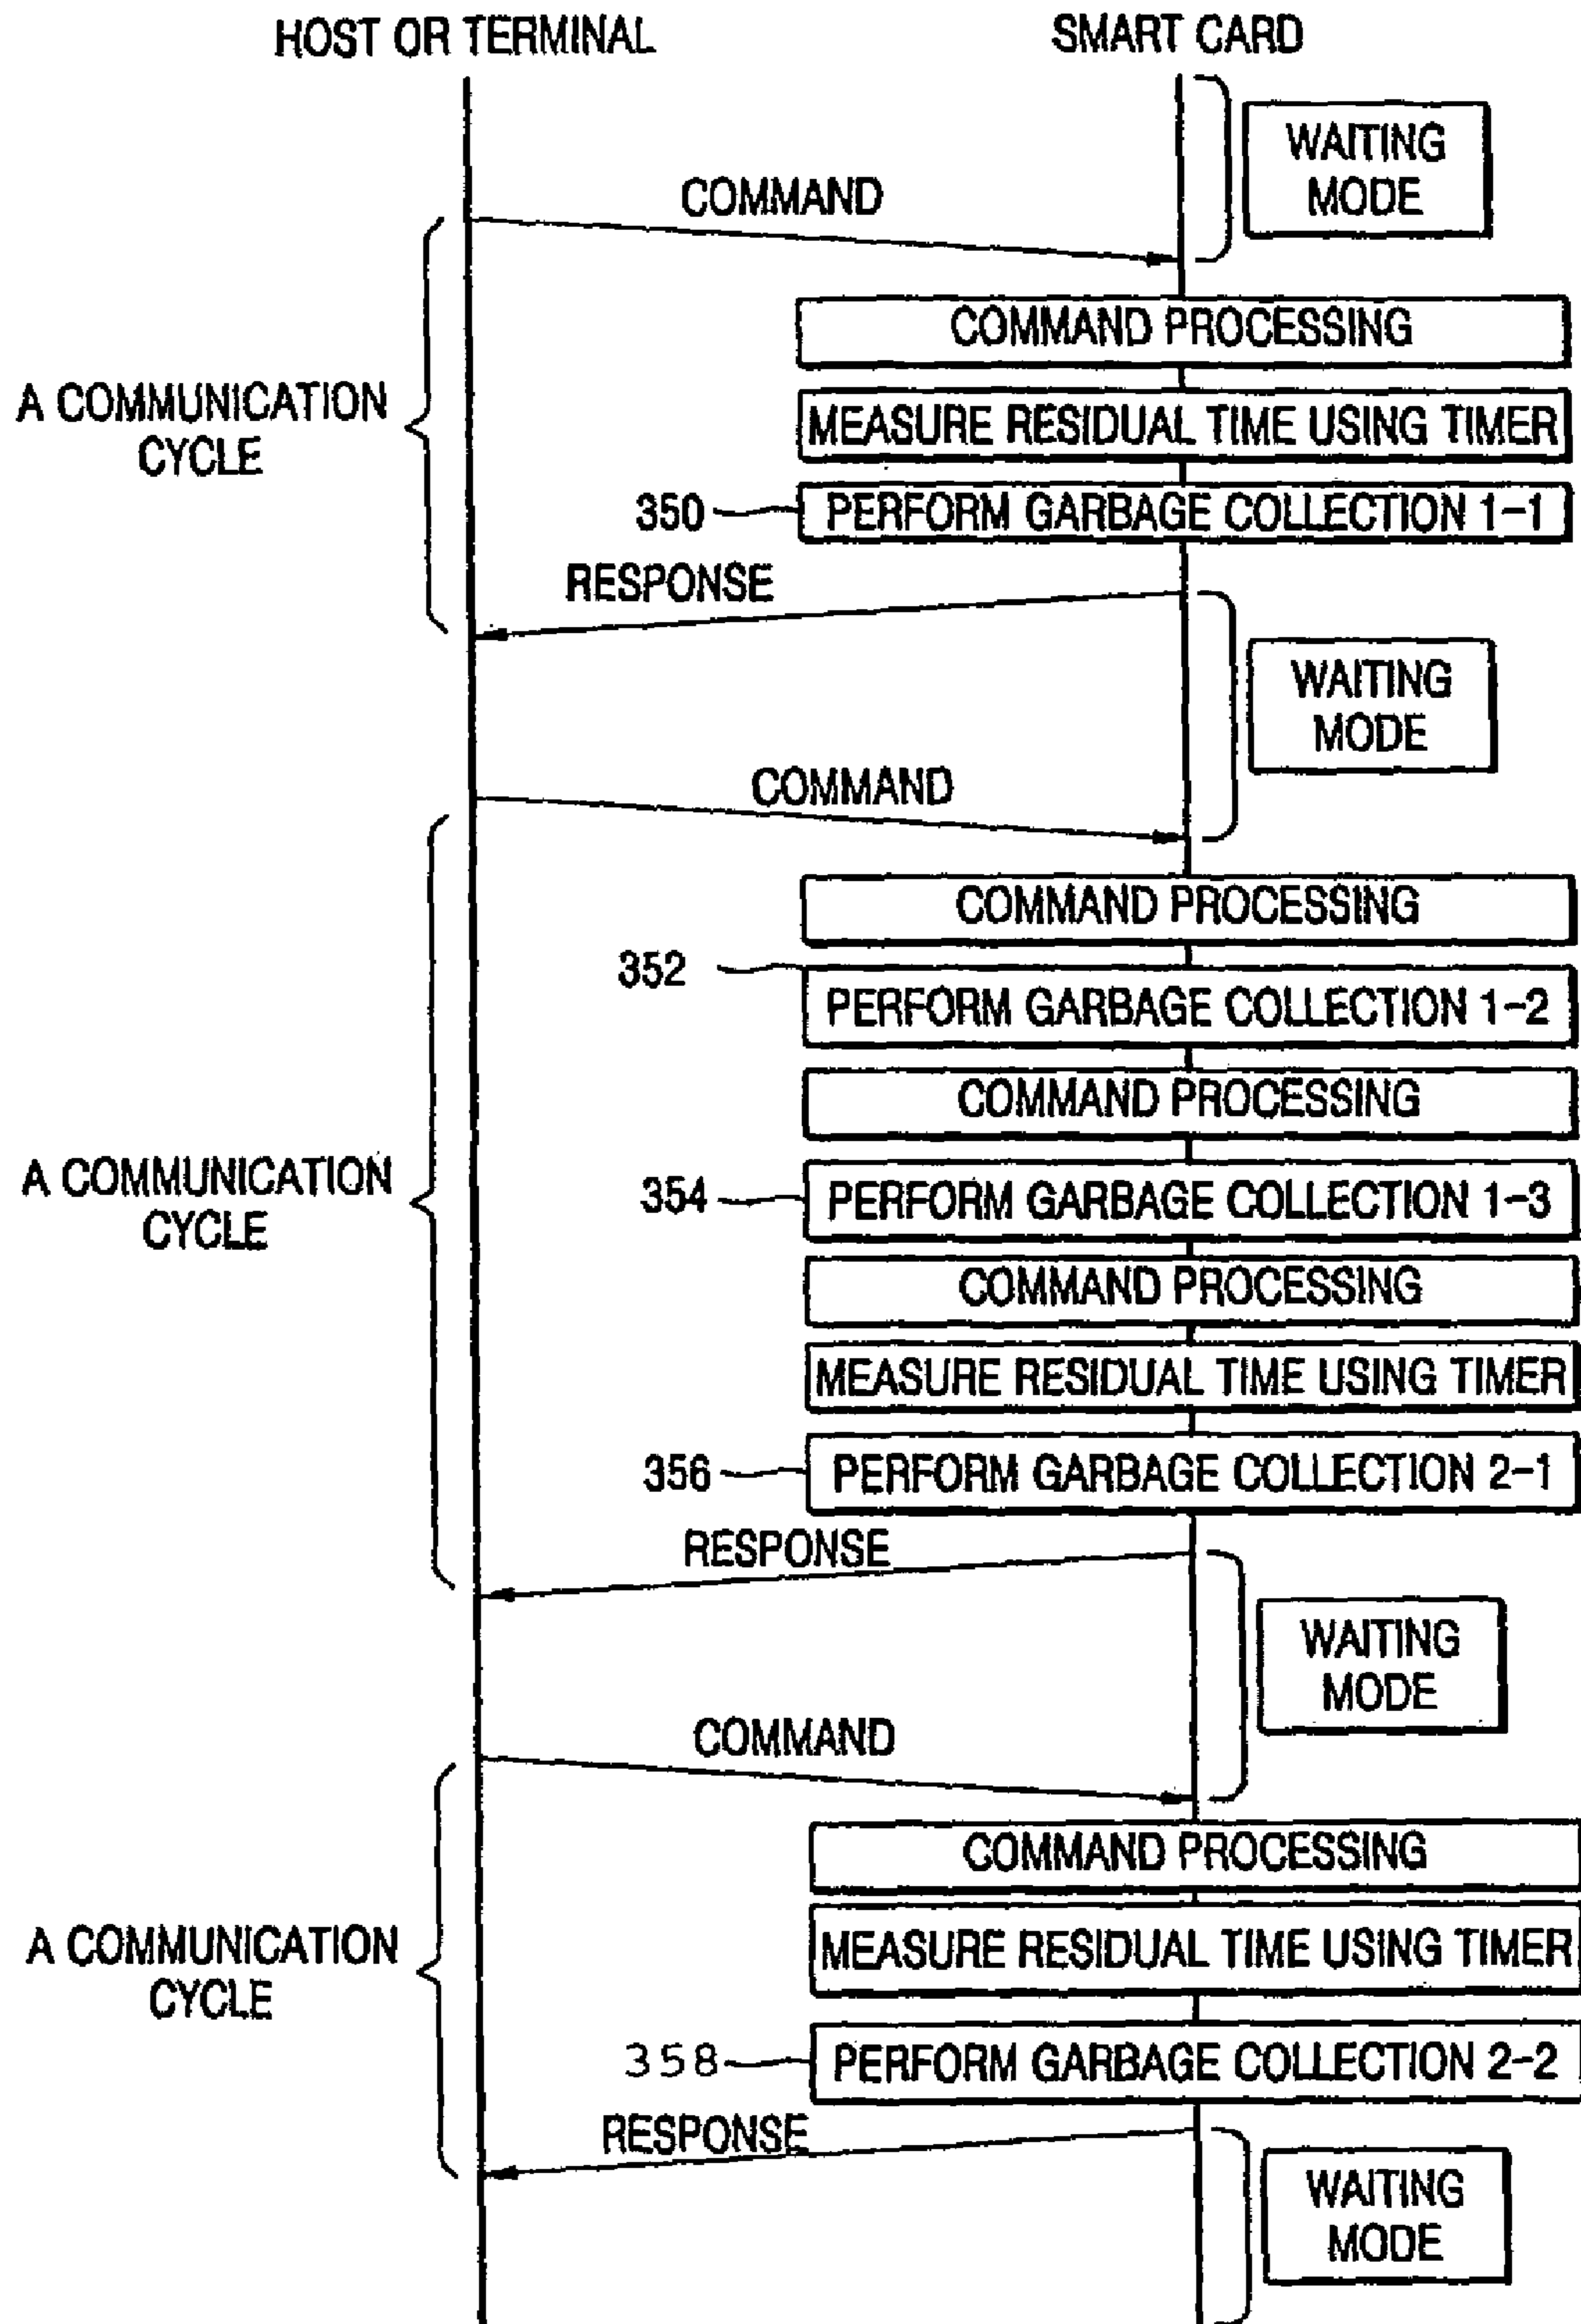 HOST OR TERMINAL
SMART CARD
WAITING
MODE
COMMAND
COMMAND PROCESSING
A COMMUNICATION
CYCLE
MEASURE RESIDUAL TIME USING TIMER
350
PERFORM GARBAGE COLLECTION 1-1
RESPONSE
WAITING
MODE
COMMAND
COMMAND PROCESSING
352
PERFORM GARBAGE COLLECTION 1-2
COMMAND PROCESSING
A COMMUNICATION
CYCLE
354
PERFORM GARBAGE COLLECTION 1-3
COMMAND PROCESSING
MEASURE RESIDUAL TIME USING TIMER
356
PERFORM GARBAGE COLLECTION 2-1
RESPONSE
WAITING
MODE
COMMAND
COMMAND PROCESSING
A COMMUNICATION
CYCLE
MEASURE RESIDUAL TIME USING TIMER
358
PERFORM GARBAGE COLLECTION 2-2
RESPONSE
WAITING
MODE